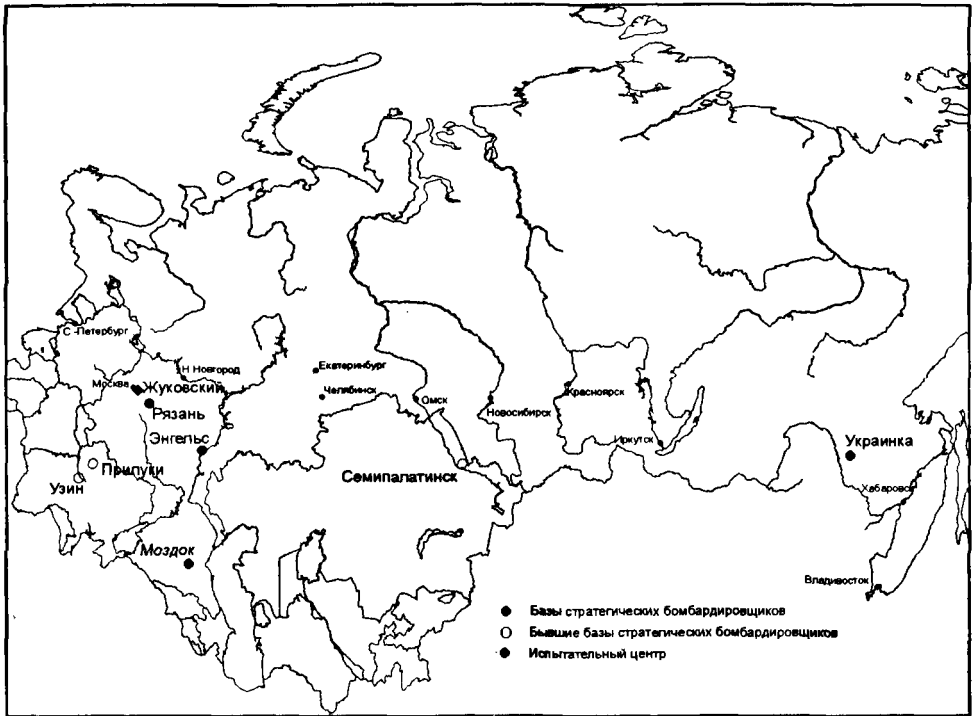 С -Петербург
Н Новгород
Москва
Жуковский
Рязань
Энгельс
Екатеринбург
Челябинск
Омск
Новосибирск
Красноярск
Иркутск
Украинка
Хабаровск
Прилуки
Узин
Семипалатинск
Моздок
Владивосток
Базы стратегических бомбардировщиков
Бывшие базы стратегических бомбардировщиков
Испытательный центр